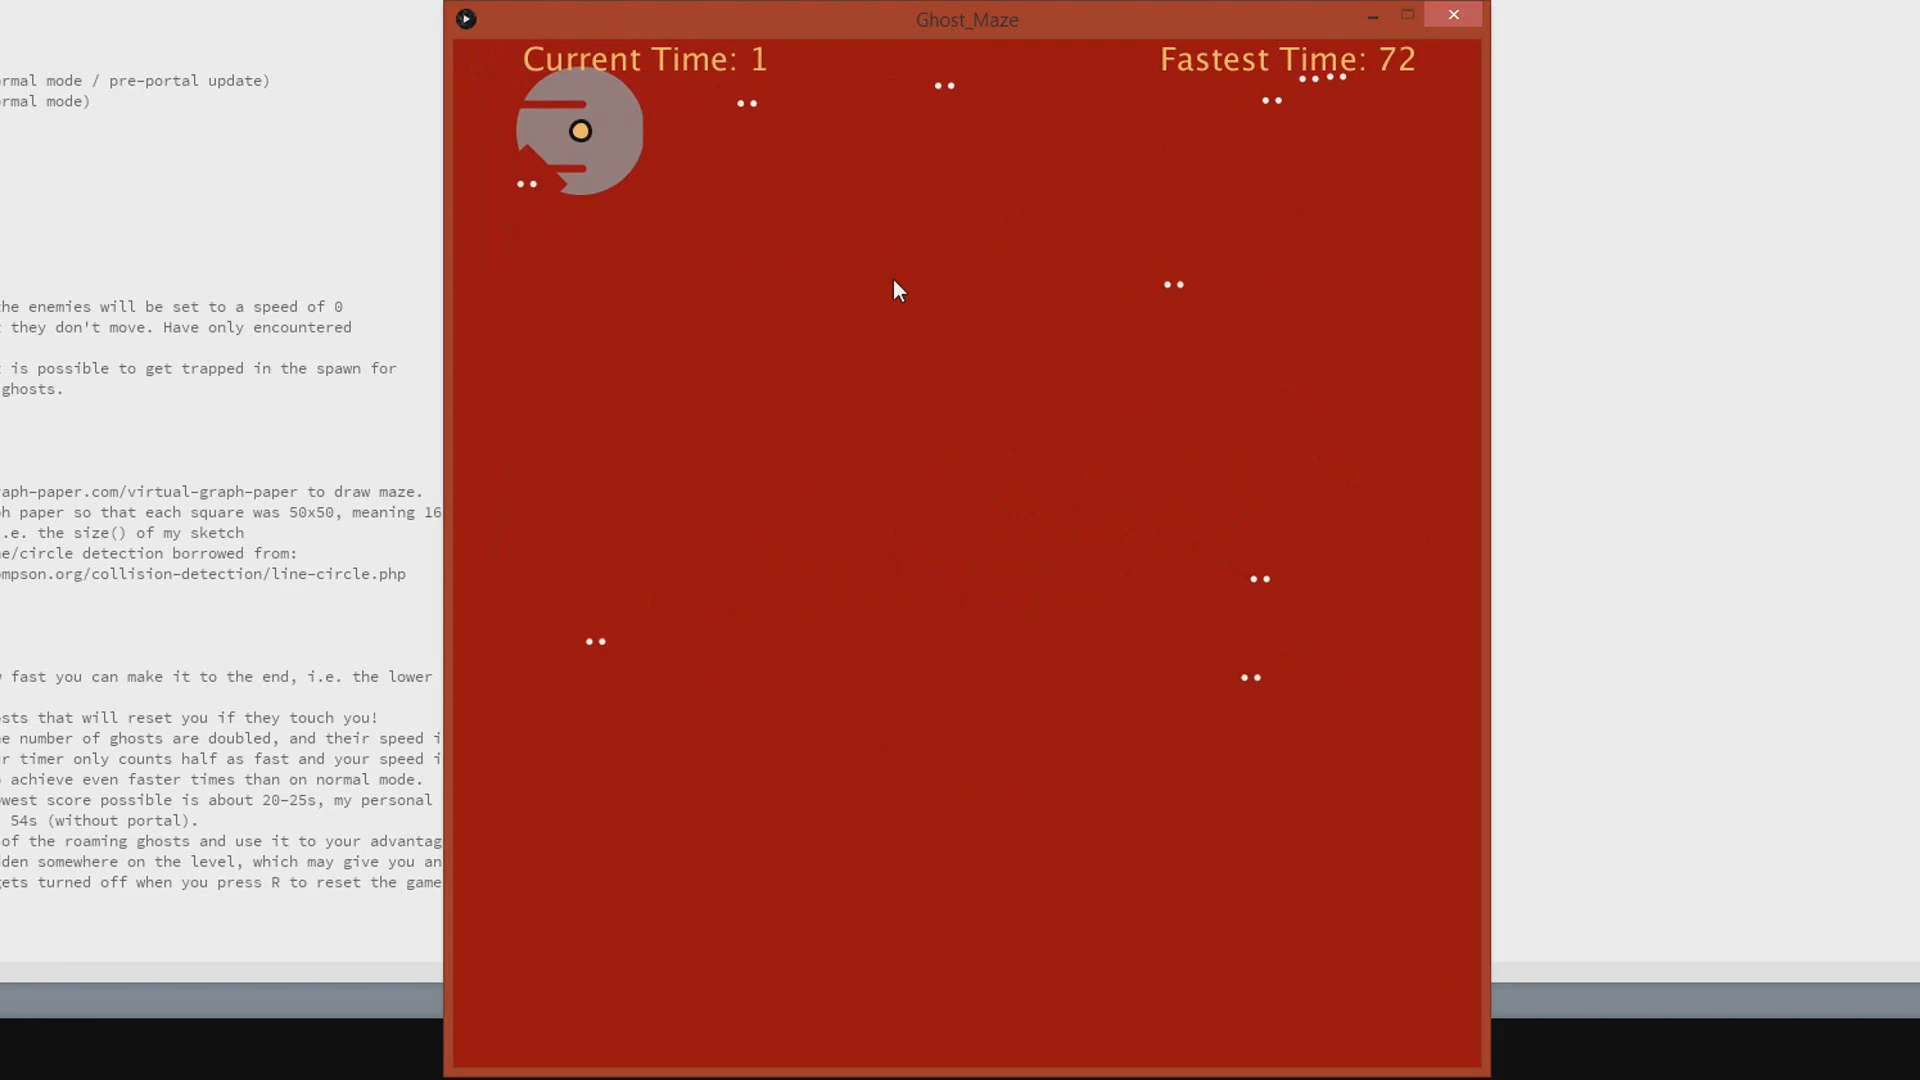 Ghost_Maze
Current Time: 1
Fastest Time: 72
rmal mode / pre-portal update)
rmal mode)
the enemies will be set to a speed of 0
they don't move. Have only encountered
is possible to get trapped in the spawn for
ghosts.
aph-paper.com/virtual-graph-paper to draw maze.
h paper so that each square was 50x50, meaning 16
.e. the size() of my sketch
e/circle detection borrowed from:
mpson.org/collision-detection/line-circle.php
fast you can make it to the end, i.e. the lower
sts that will reset you if they touch you!
e number of ghosts are doubled, and their speed i
r timer only counts half as fast and your speed i
achieve even faster times than on normal mode.
west score possible is about 20-25s, my personal
54s (without portal).
of the roaming ghosts and use it to your advantag
dden somewhere on the level, which may give you an
gets turned off when you press R to reset the game